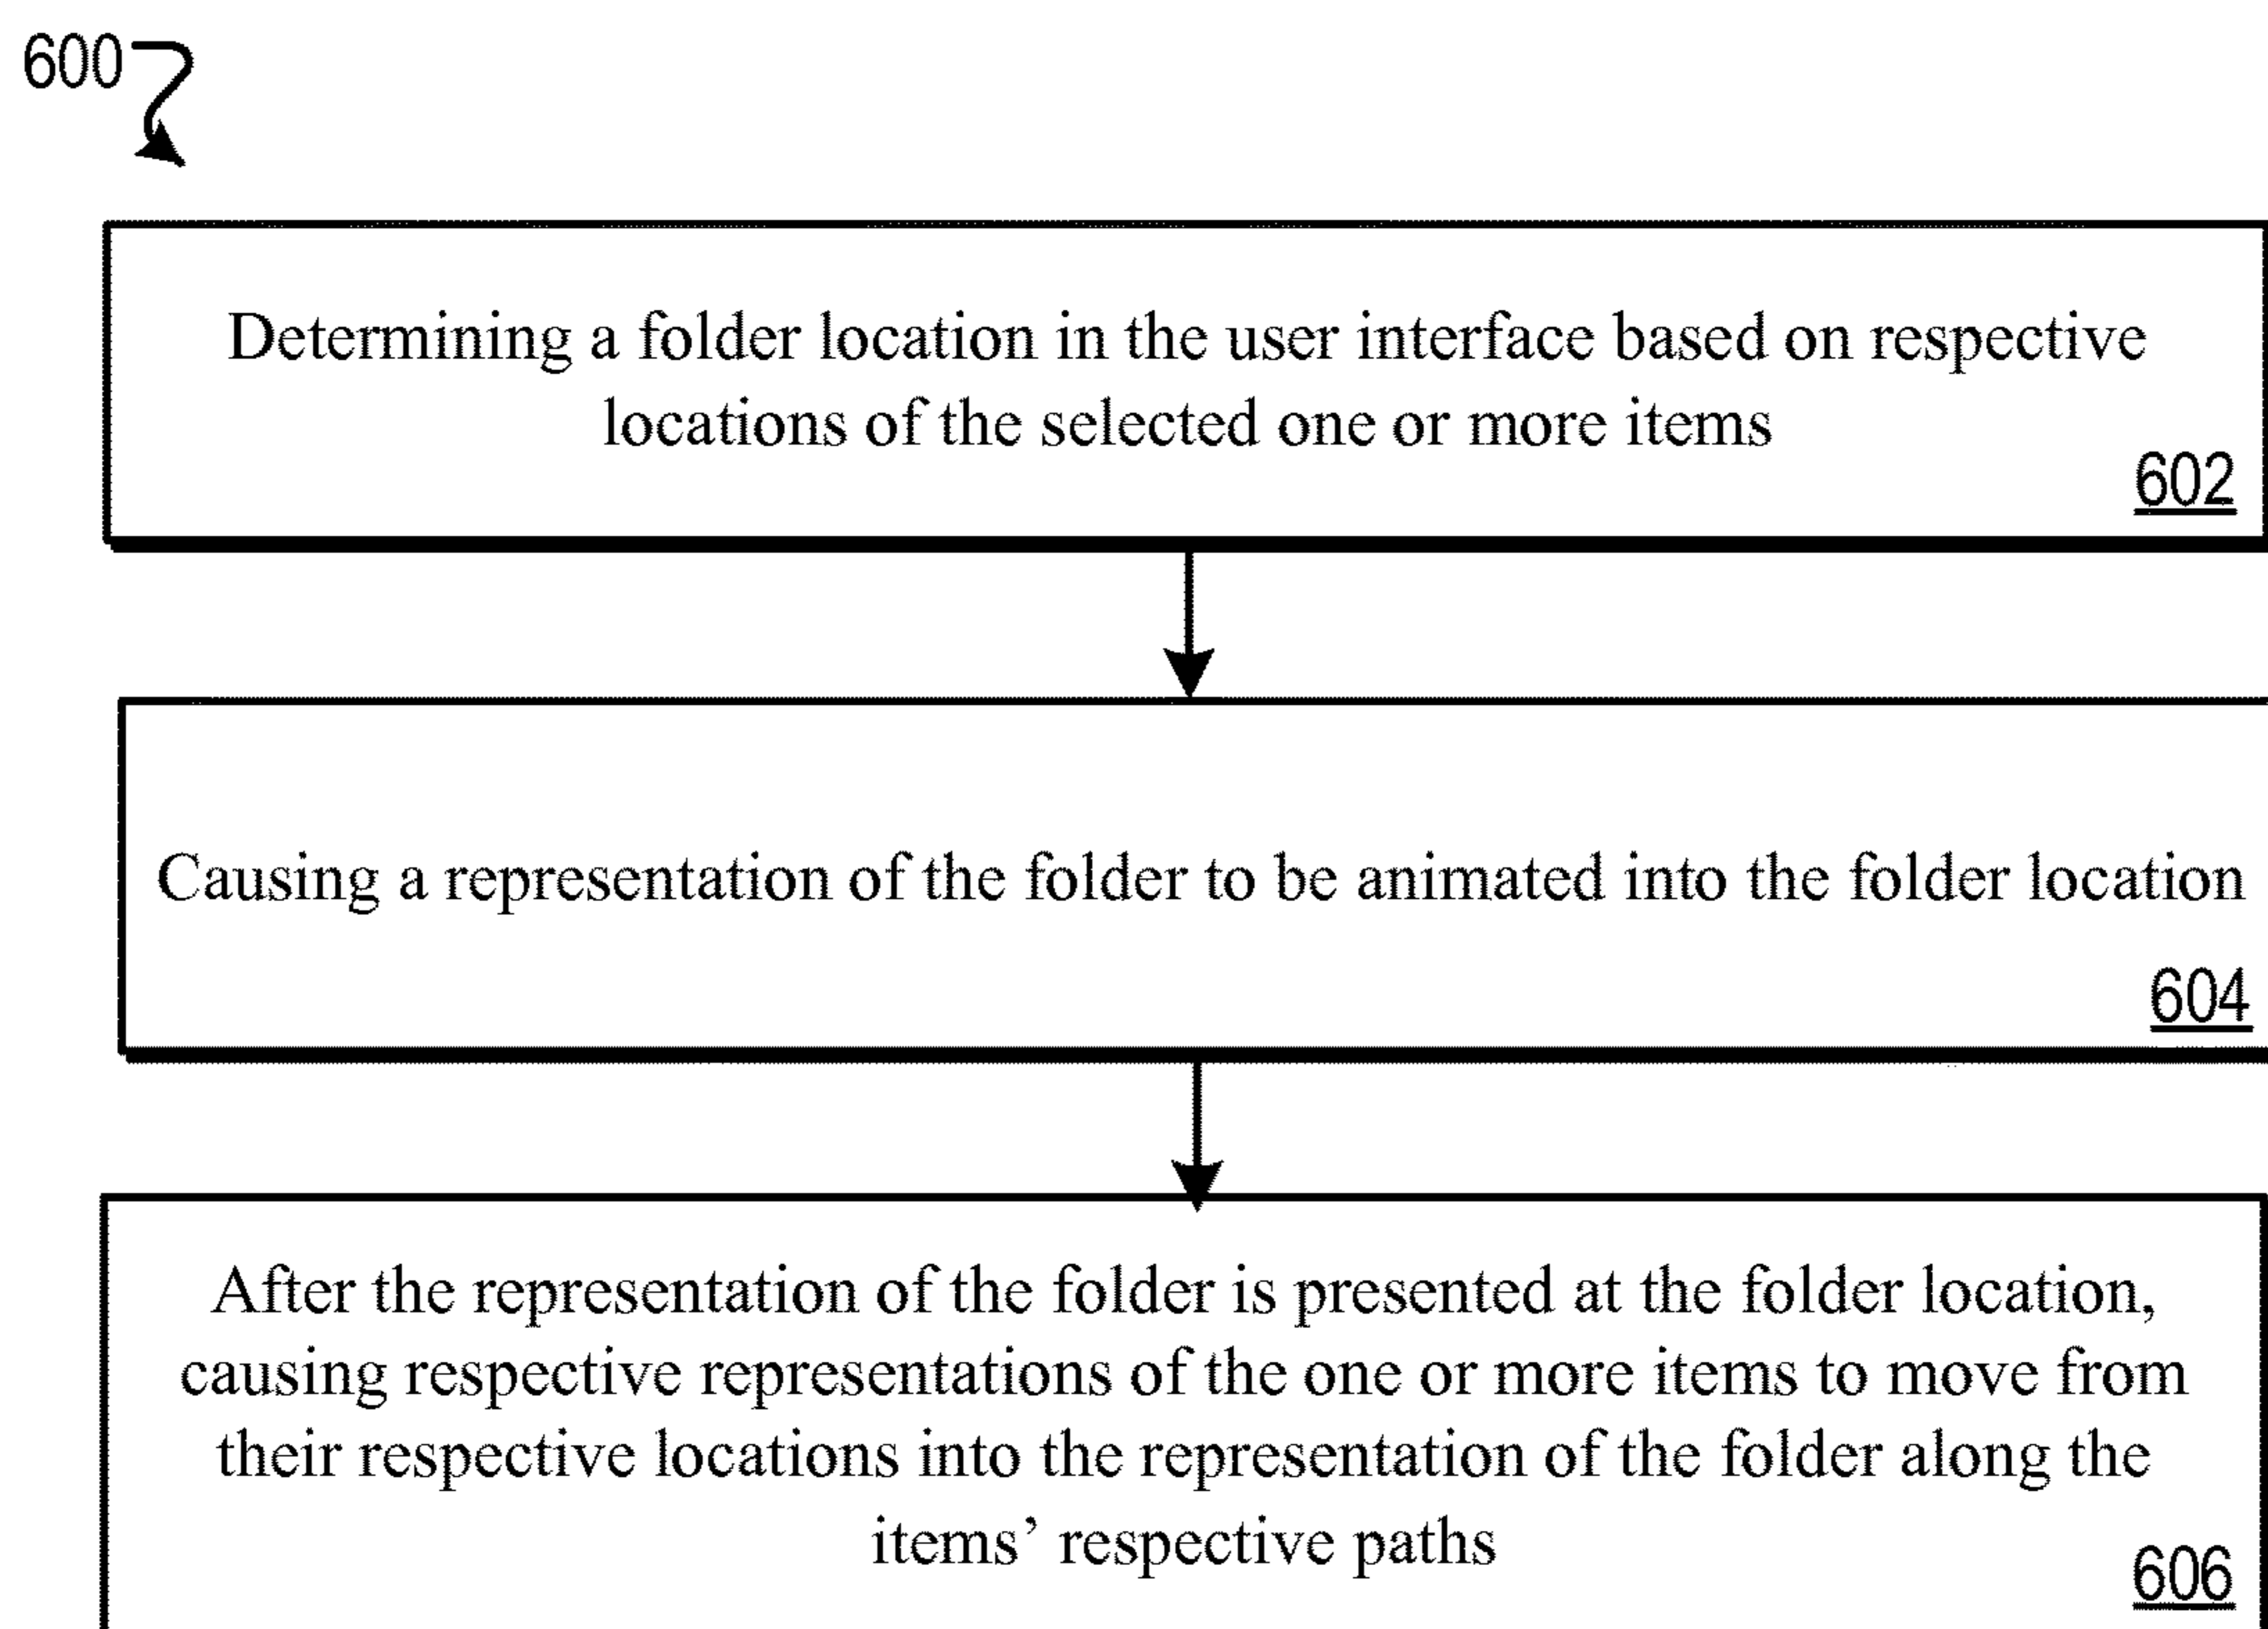 600
Determining a folder location in the user interface based on respective
locations of the selected one or more items
602
Causing a representation of the folder to be animated into the folder location
604
After the representation of the folder is presented at the folder location,
causing respective representations of the one or more items to move from
their respective locations into the representation of the folder along the
items’ respective paths
606